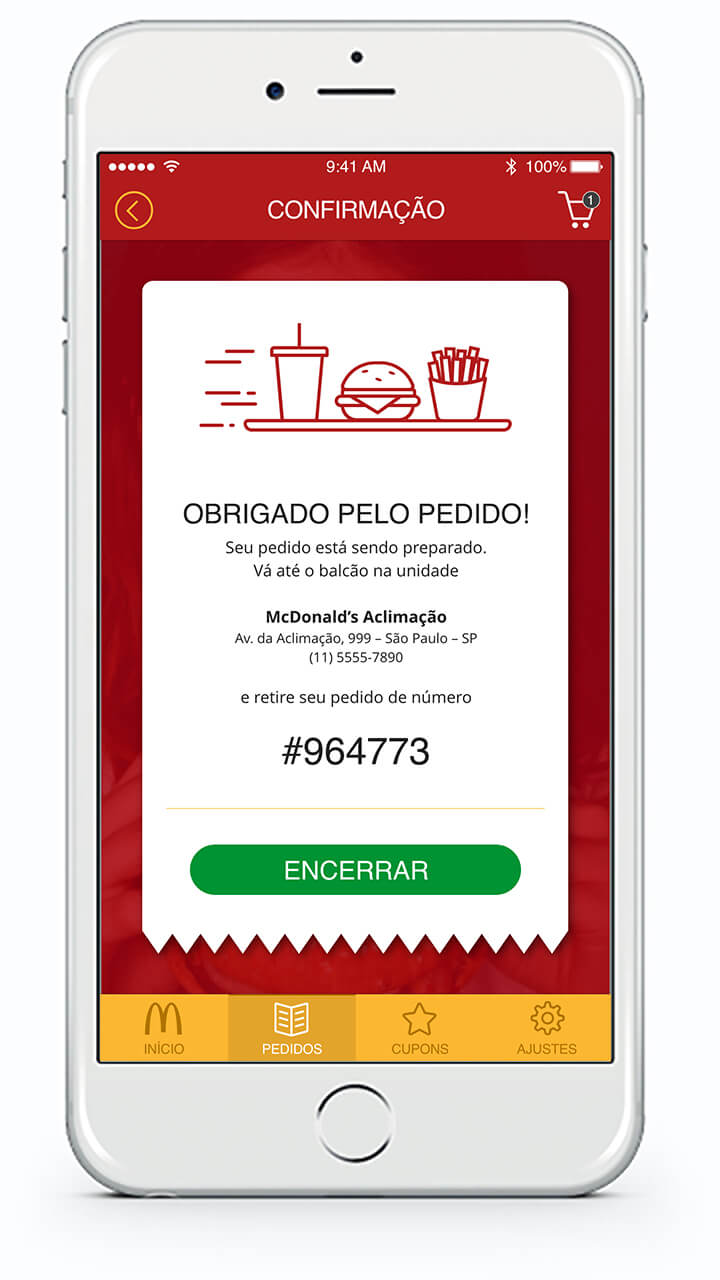 9:41 AM
100%
CONFIRMAÇÃO
1
OBRIGADO PELO PEDIDO!
Seu pedido está sendo preparado.
Vá até o balcão na unidade
McDonald's Aclimação
Av. da Aclimação, 999 – São Paulo – SP
(11) 5555-7890
e retire seu pedido de número
#964773
ENCERRAR
INÍCIO
PEDIDOS
CUPONS
AJUSTES